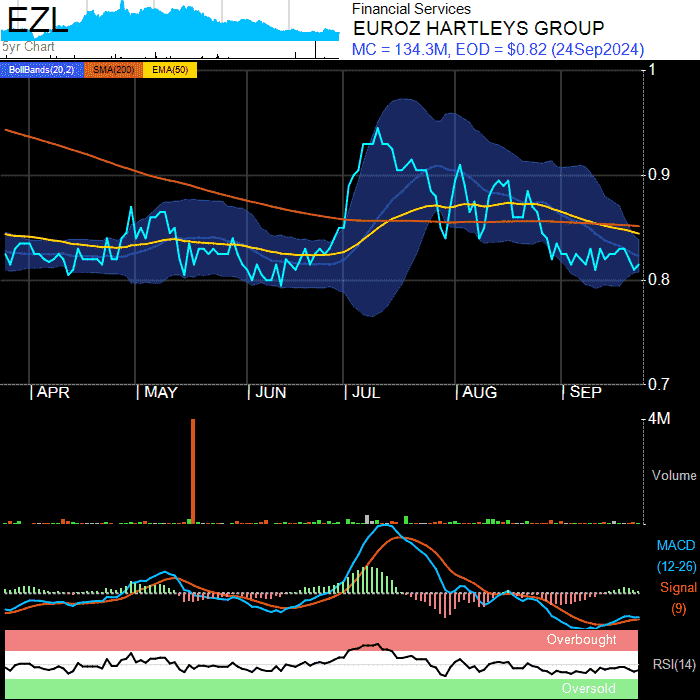 EZL
5yr Chart
Financial Services
EUROZ HARTLEYS GROUP
MC = 134.3M, EOD = $0.82 (24Sep2024)
BollBands(20,2) SMA(200) EMA(50)
1
0.9
0.8
0.7
APR MAY JUN JUL AUG SEP
4M
Volume
MACD
(12-26)
Signal
(9)
Overbought
RSI(14)
Oversold